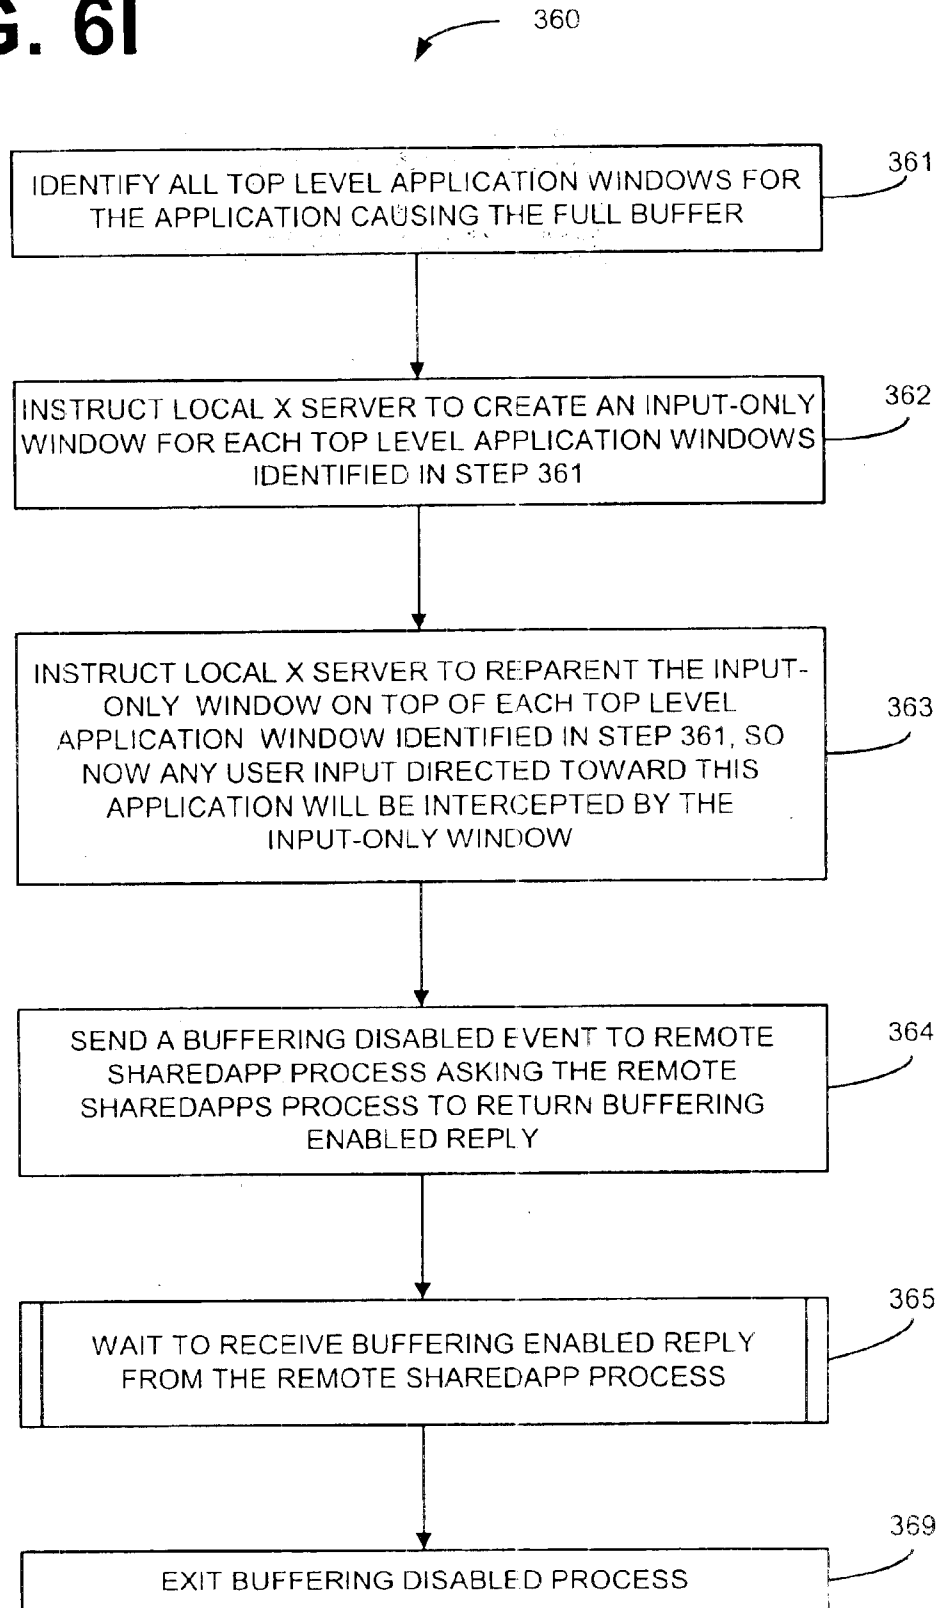 G. 6I
360
IDENTIFY ALL TOP LEVEL APPLICATION WINDOWS FOR
THE APPLICATION CAUSING THE FULL BUFFER
361
INSTRUCT LOCAL X SERVER TO CREATE AN INPUT-ONLY
WINDOW FOR EACH TOP LEVEL APPLICATION WINDOWS
IDENTIFIED IN STEP 361
362
INSTRUCT LOCAL X SERVER TO REPARENT THE INPUT-
ONLY WINDOW ON TOP OF EACH TOP LEVEL
APPLICATION WINDOW IDENTIFIED IN STEP 361, SO
NOW ANY USER INPUT DIRECTED TOWARD THIS
APPLICATION WILL BE INTERCEPTED BY THE
INPUT-ONLY WINDOW
363
SEND A BUFFERING DISABLED EVENT TO REMOTE
SHAREDAPP PROCESS ASKING THE REMOTE
SHAREDAPPS PROCESS TO RETURN BUFFERING
ENABLED REPLY
364
WAIT TO RECEIVE BUFFERING ENABLED REPLY
FROM THE REMOTE SHAREDAPP PROCESS
365
EXIT BUFFERING DISABLED PROCESS
369